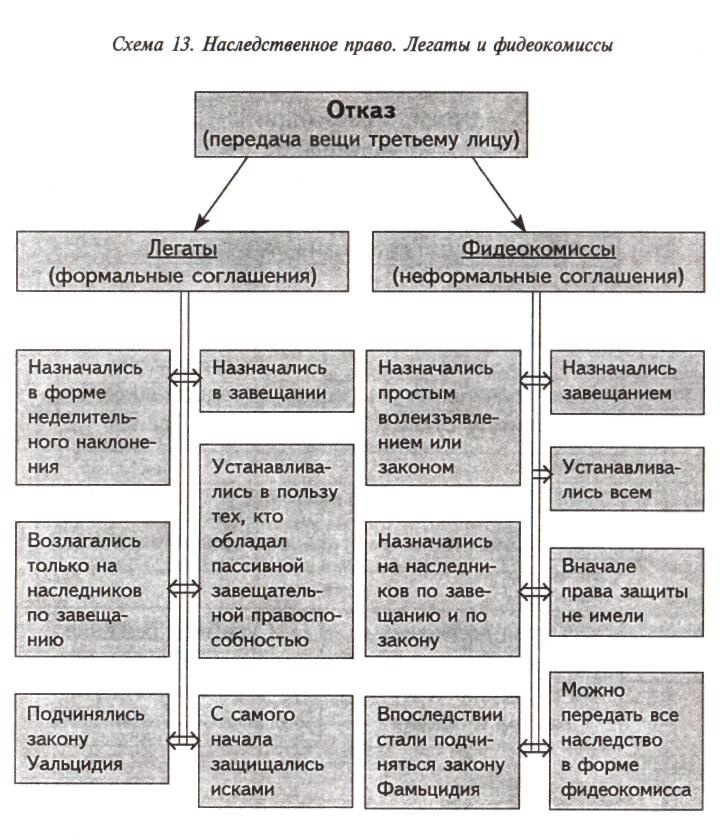 Схема 13. Наследственное право. Легаты и фидеокомиссы
Отказ
(передача вещи третьему лицу)
Легаты
(формальные соглашения)
Фидеокомиссы
(неформальные соглашения)
Назначались
в форме
неделитель-
ного наклоне-
ния
Назначались
в завещании
Устанавлива-
лись в пользу
тех, кто
обладал
пассивной
завещатель-
ной правоспо-
собностью
Возлагались
только на
наследников
по завеща-
нию
Подчинялись
закону
Уальцидия
С самого
начала
защищались
исками
Назначались
простым
волеизъявле-
нием или
законом
Назначались
завещанием
Устанавлива-
лись всем
Назначались
на наследни-
ков по заве-
щанию и по
закону
Вначале
права защиты
не имели
Впоследствии
стали подчи-
няться закону
Фамьцидия
Можно
передать все
наследство
в форме
фидеокомисса